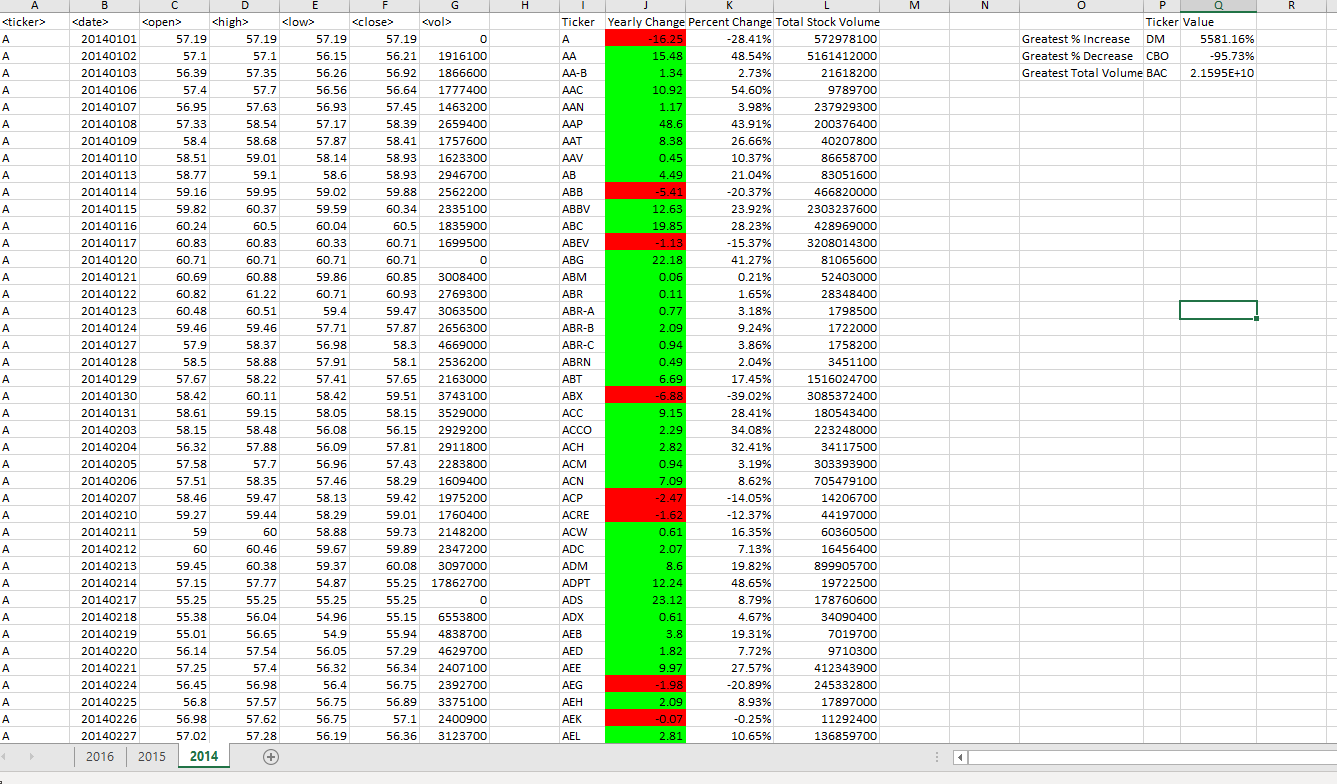 A B C D E F G H I J K L M N O P Q R
<ticker> <date> <open> <high> <low> <close> <vol> Ticker Yearly Change Percent Change Total Stock Volume Ticker Value
A 20140101 57.19 57.19 57.19 57.19 0 A -16.25 -28.41% 572978100 Greatest % Increase DM 5581.16%
A 20140102 57.1 57.1 56.15 56.21 1916100 AA 15.48 48.54% 5161412000 Greatest % Decrease CBO -95.73%
A 20140103 56.39 57.35 56.26 56.92 1866600 AA-B 1.34 2.73% 21618200 Greatest Total Volume BAC 2.1595E+10
A 20140106 57.4 57.7 56.56 56.64 1777400 AAC 10.92 54.60% 9789700
A 20140107 56.95 57.63 56.93 57.45 1463200 AAN 1.17 3.98% 237929300
A 20140108 57.33 58.54 57.17 58.39 2659400 AAP 48.6 43.91% 200376400
A 20140109 58.4 58.68 57.87 58.41 1757600 AAT 8.38 26.66% 40207800
A 20140110 58.51 59.01 58.14 58.93 1623300 AAV 0.45 10.37% 86658700
A 20140113 58.77 59.1 58.6 58.93 2946700 AB 4.49 21.04% 83051600
A 20140114 59.16 59.95 59.02 59.88 2562200 ABB -5.41 -20.37% 466820000
A 20140115 59.82 60.37 59.59 60.34 2335100 ABBV 12.63 23.92% 2303237600
A 20140116 60.24 60.5 60.04 60.5 1835900 ABC 19.85 28.23% 428969000
A 20140117 60.83 60.83 60.33 60.71 1699500 ABEV -1.13 -15.37% 3208014300
A 20140120 60.71 60.71 60.71 60.71 0 ABG 22.18 41.27% 81065600
A 20140121 60.69 60.88 59.86 60.85 3008400 ABM 0.06 0.21% 52403000
A 20140122 60.82 61.22 60.71 60.93 2769300 ABR 0.11 1.65% 28348400
A 20140123 60.48 60.51 59.4 59.47 3063500 ABR-A 0.77 3.18% 1798500
A 20140124 59.46 59.46 57.71 57.87 2656300 ABR-B 2.09 9.24% 1722000
A 20140127 57.9 58.37 56.98 58.3 4669000 ABR-C 0.94 3.86% 1758200
A 20140128 58.5 58.88 57.91 58.1 2536200 ABRN 0.49 2.04% 3451100
A 20140129 57.67 58.22 57.41 57.65 2163000 ABT 6.69 17.45% 1516024700
A 20140130 58.42 60.11 58.42 59.51 3743100 ABX -6.88 -39.02% 3085372400
A 20140131 58.61 59.15 58.05 58.15 3529000 ACC 9.15 28.41% 180543400
A 20140203 58.15 58.48 56.08 56.15 2929200 ACCO 2.29 34.08% 223248000
A 20140204 56.32 57.88 56.09 57.81 2911800 ACH 2.82 32.41% 34117500
A 20140205 57.58 57.7 56.96 57.43 2283800 ACM 0.94 3.19% 303393900
A 20140206 57.51 58.35 57.46 58.29 1609400 ACN 7.09 8.62% 705479100
A 20140207 58.46 59.47 58.13 59.42 1975200 ACP -2.47 -14.05% 14206700
A 20140210 59.27 59.44 58.29 59.01 1760400 ACRE -1.62 -12.37% 44197000
A 20140211 59 60 58.88 59.73 2148200 ACW 0.61 16.35% 60360500
A 20140212 60 60.46 59.67 59.89 2347200 ADC 2.07 7.13% 16456400
A 20140213 59.45 60.38 59.37 60.08 3097000 ADM 8.6 19.82% 899905700
A 20140214 57.15 57.77 54.87 55.25 17862700 ADPT 12.24 48.65% 19722500
A 20140217 55.25 55.25 55.25 55.25 0 ADS 23.12 8.79% 178760600
A 20140218 55.38 56.04 54.96 55.15 6553800 ADX 0.61 4.67% 34090400
A 20140219 55.01 56.65 54.9 55.94 4838700 AEB 3.8 19.31% 7019700
A 20140220 56.14 57.54 56.05 57.29 4629700 AED 1.82 7.72% 9710300
A 20140221 57.25 57.4 56.32 56.34 2407100 AEE 9.97 27.57% 412343900
A 20140224 56.45 56.98 56.4 56.75 2392700 AEG -1.98 -20.89% 245332800
A 20140225 56.8 57.57 56.75 56.89 3375100 AEH 2.09 8.93% 17897000
A 20140226 56.98 57.62 56.75 57.1 2400900 AEK -0.07 -0.25% 11292400
A 20140227 57.02 57.28 56.19 56.36 3123700 AEL 2.81 10.65% 136859700
2016 2015 2014